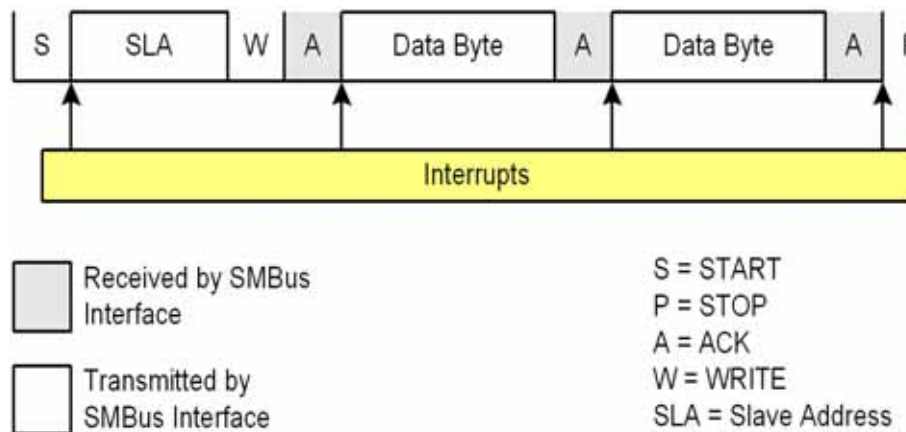 S SLA W A Data Byte A Data Byte A
Interrupts
Received by SMBus
Interface
Transmitted by
SMBus Interface
S = START
P = STOP
A = ACK
W = WRITE
SLA = Slave Address